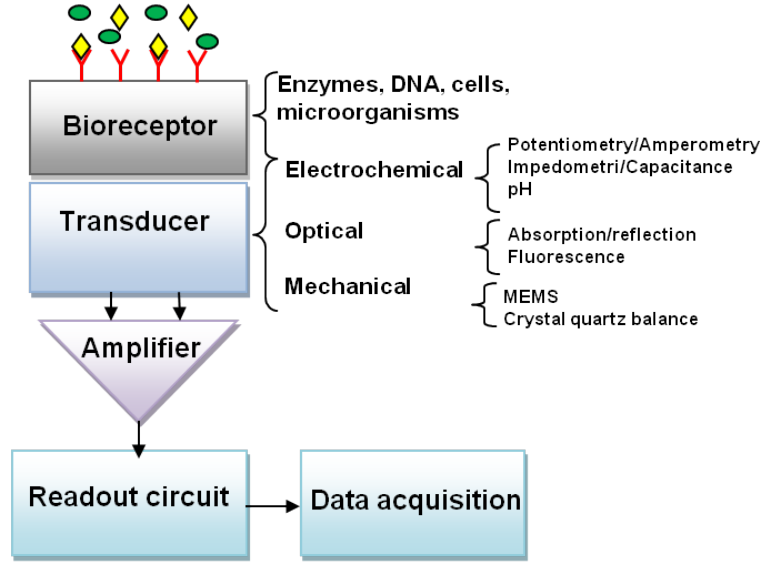 Bioreceptor
Enzymes, DNA, cells,
microorganisms
Transducer
Electrochemical
Potentiometry/Amperometry
Impedometri/Capacitance
pH
Optical
Absorption/reflection
Fluorescence
Mechanical
MEMS
Crystal quartz balance
Amplifier
Readout circuit
Data acquisition